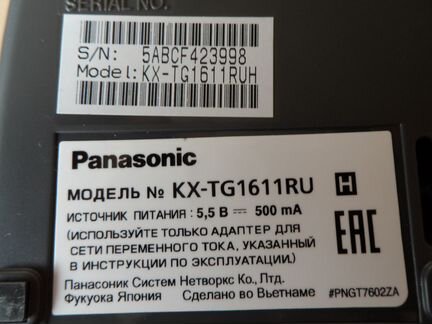 SERIAL NO.
S/N: 5ABCF423998
Model: KX-TG1611RUH
Panasonic
МОДЕЛЬ № KX-TG1611RU H
ИСТОЧНИК ПИТАНИЯ : 5,5 В ⎓ 500 mA
(ИСПОЛЬЗУЙТЕ ТОЛЬКО АДАПТЕР ДЛЯ
СЕТИ ПЕРЕМЕННОГО ТОКА, УКАЗАННЫЙ
В ИНСТРУКЦИИ ПО ЭКСПЛУАТАЦИИ.)
EAC
Панасоник Систем Нетворкс Ко., Лтд.
Фукуока Япония Сделано во Вьетнаме #PNGT7602ZA